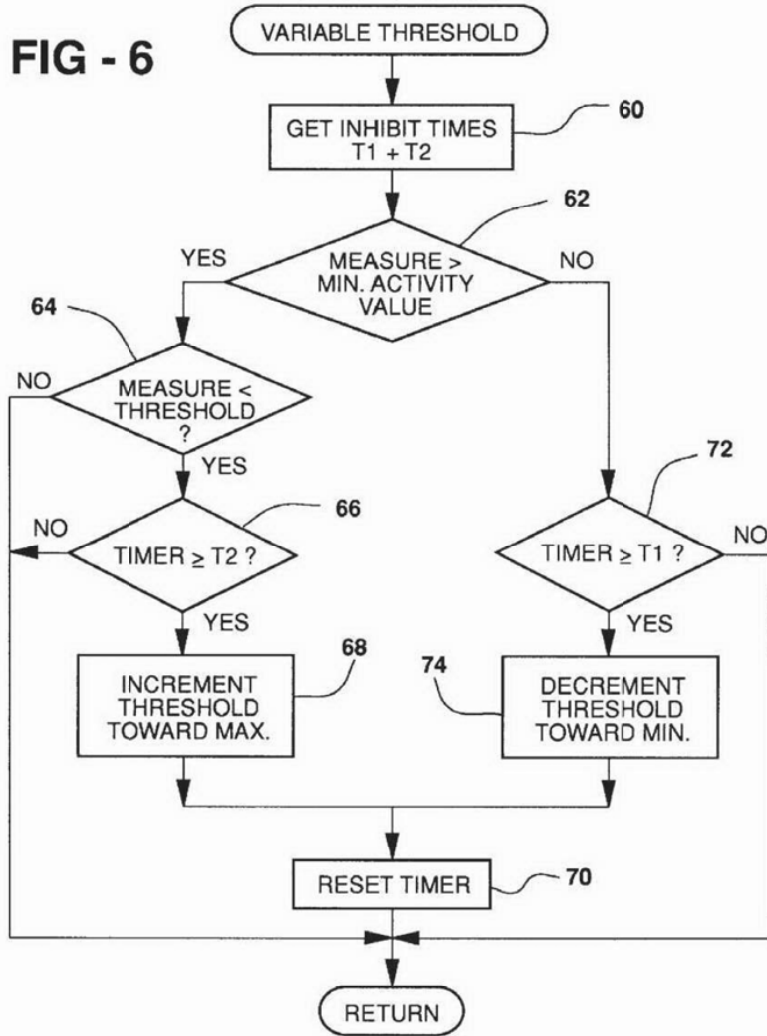 FIG - 6
VARIABLE THRESHOLD
60
GET INHIBIT TIMES
T1 + T2
62
YES
MEASURE >
MIN. ACTIVITY
VALUE
NO
64
NO
MEASURE <
THRESHOLD
?
YES
72
66
NO
TIMER ≥ T2 ?
TIMER ≥ T1 ?
NO
YES
YES
68
INCREMENT
THRESHOLD
TOWARD MAX.
74
DECREMENT
THRESHOLD
TOWARD MIN.
RESET TIMER
70
RETURN